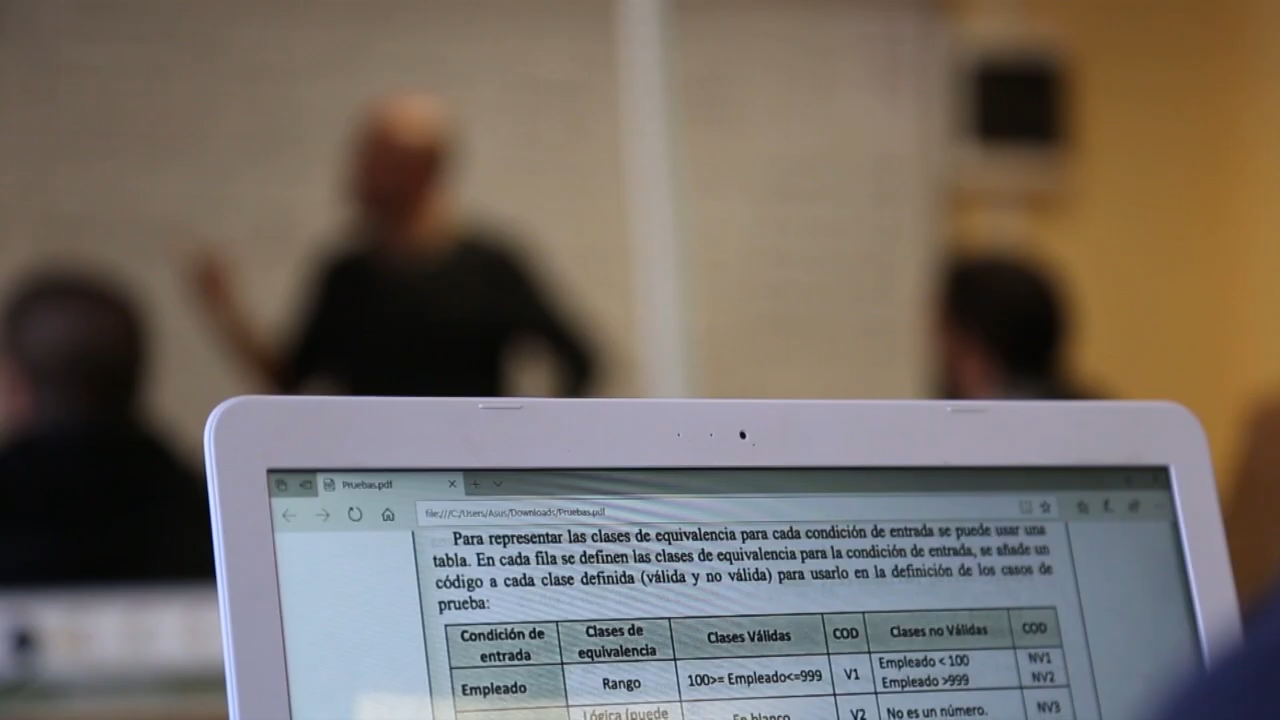 Pruebas.pdf
file:///C:/Users/Asus/Downloads/Pruebas.pdf
Para representar las clases de equivalencia para cada condición de entrada se puede usar una
tabla. En cada fila se definen las clases de equivalencia para la condición de entrada, se añade un
código a cada clase definida (válida y no válida) para usarlo en la definición de los casos de
prueba:
Condición de entrada Clases de equivalencia Clases Válidas COD Clases no Válidas COD
Empleado Rango 100>= Empleado<=999 V1 Empleado < 100 NV1
Empleado >999 NV2
Lógica (puede En blanco V2 No es un número. NV3